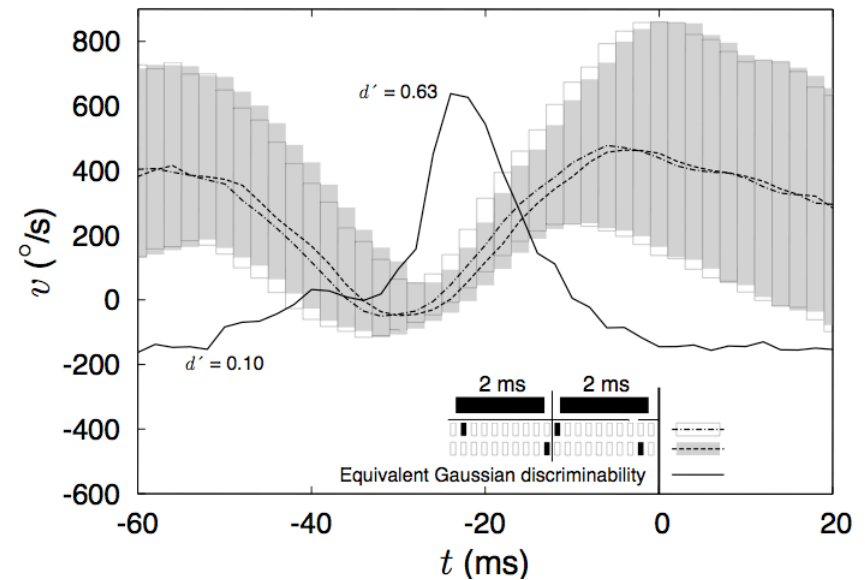 800
600
400
200
0
-200
-400
-600
v (°/s)
d´ = 0.63
d´ = 0.10
2 ms 2 ms
Equivalent Gaussian discriminability
-60 -40 -20 0 20
t (ms)